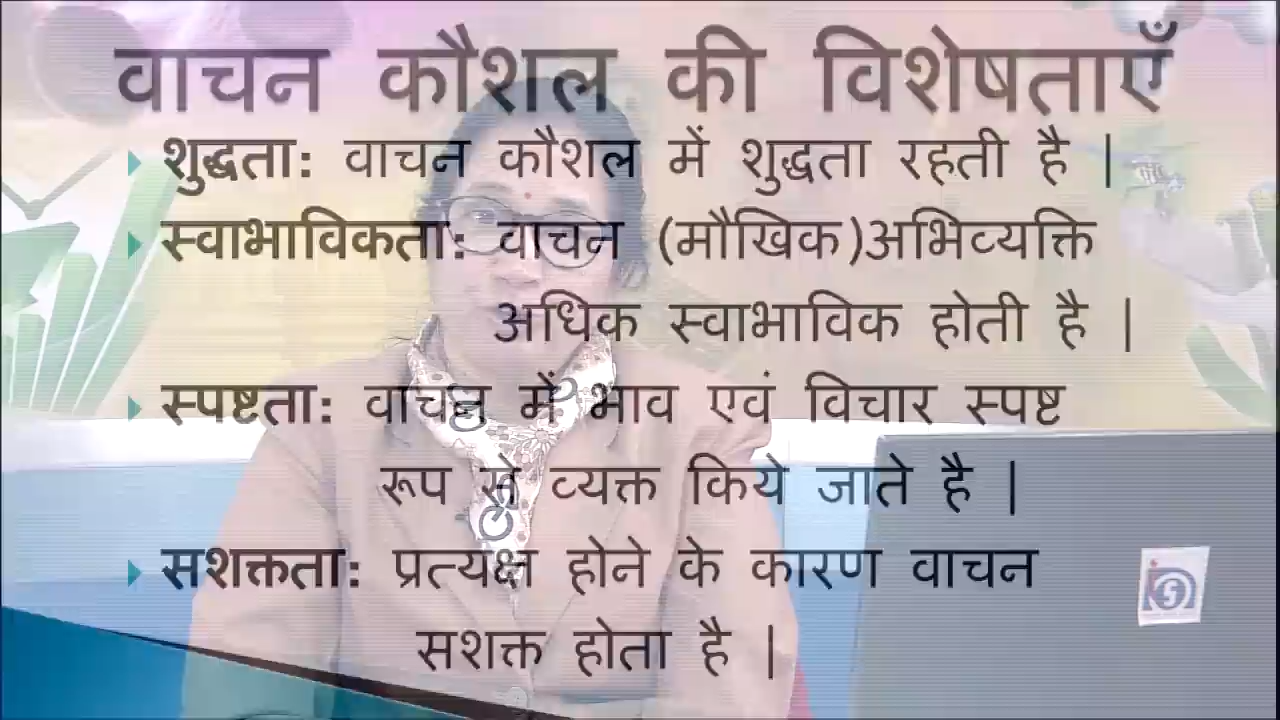 वाचन कौशल की विशेषताएँ
शुद्धता: वाचन कौशल में शुद्धता रहती है |
स्वाभाविकता: वाचन (मौखिक)अभिव्यक्ति
अधिक स्वाभाविक होती है |
स्पष्टता: वाचन में भाव एवं विचार स्पष्ट
रूप से व्यक्त किये जाते है |
सशक्तता: प्रत्यक्ष होने के कारण वाचन
सशक्त होता है |